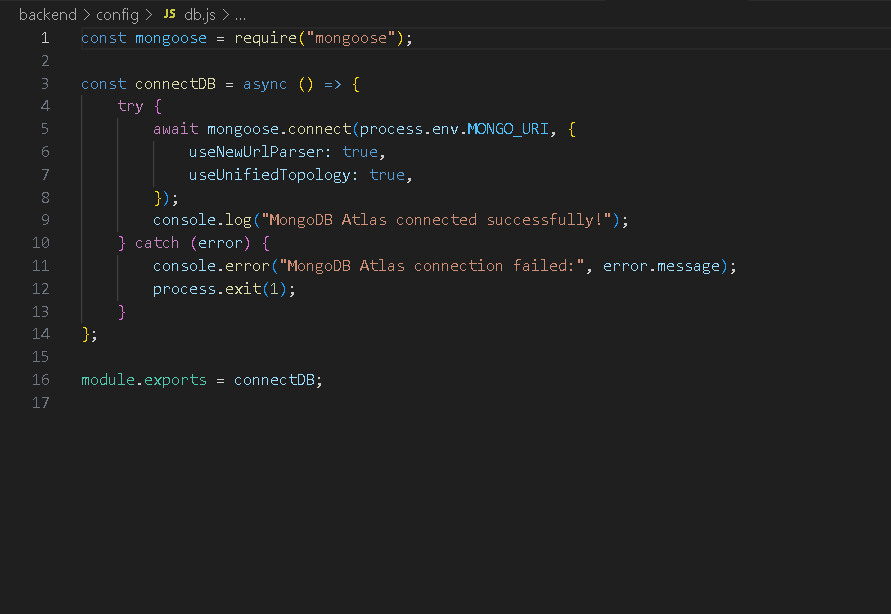 backend > config > JS db.js > ...
1 const mongoose = require("mongoose");
2
3 const connectDB = async () => {
4     try {
5         await mongoose.connect(process.env.MONGO_URI, {
6             useNewUrlParser: true,
7             useUnifiedTopology: true,
8         });
9         console.log("MongoDB Atlas connected successfully!");
10     } catch (error) {
11         console.error("MongoDB Atlas connection failed:", error.message);
12         process.exit(1);
13     }
14 };
15
16 module.exports = connectDB;
17